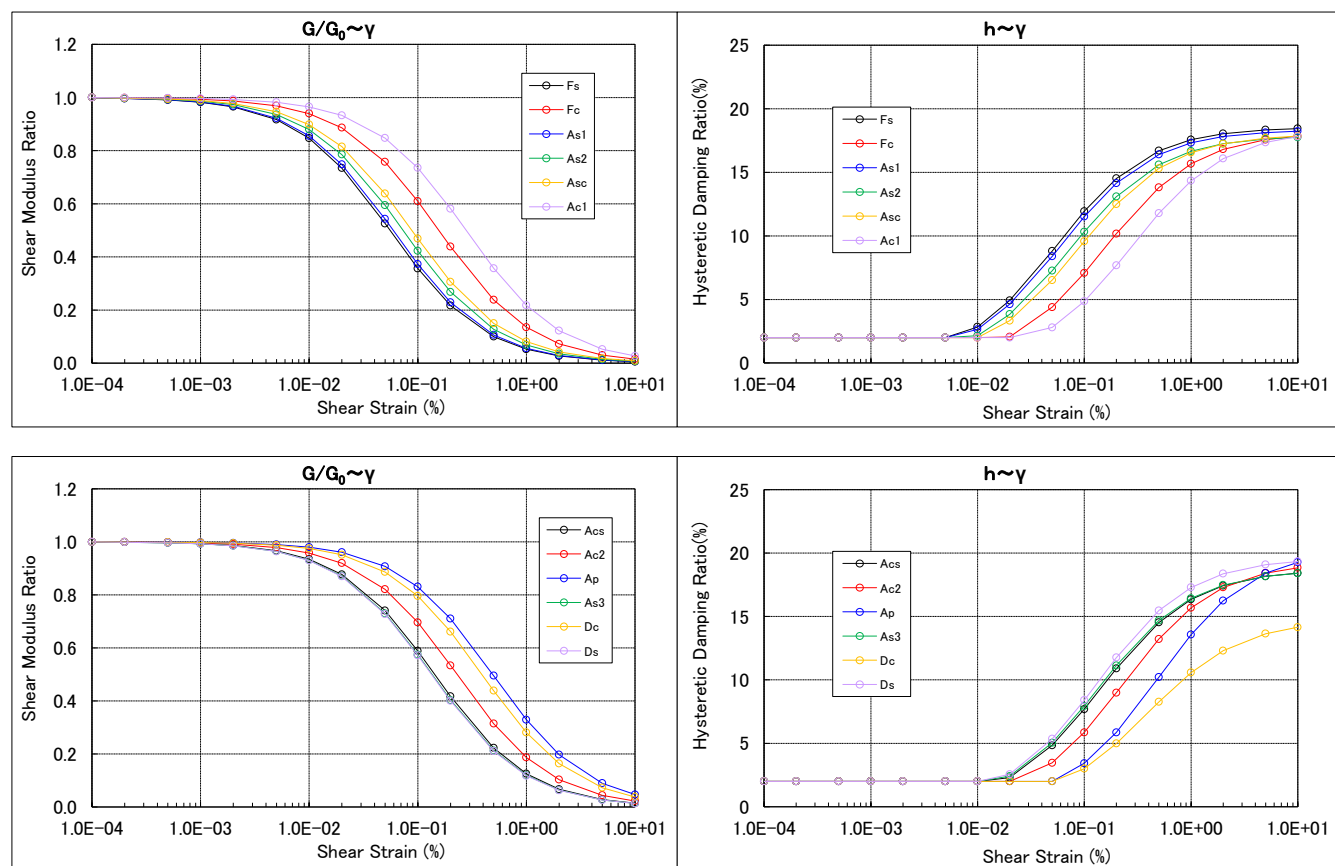 G/G₀～γ
Shear Modulus Ratio
1.2
1.0
0.8
0.6
0.4
0.2
0.0
Fs
Fc
As1
As2
Asc
Ac1
1.0E-04 1.0E-03 1.0E-02 1.0E-01 1.0E+00 1.0E+01
Shear Strain (%)
h～γ
Hysteretic Damping Ratio(%)
25
20
15
10
5
0
Fs
Fc
As1
As2
Asc
Ac1
1.0E-04 1.0E-03 1.0E-02 1.0E-01 1.0E+00 1.0E+01
Shear Strain (%)
G/G₀～γ
Shear Modulus Ratio
1.2
1.0
0.8
0.6
0.4
0.2
0.0
Acs
Ac2
Ap
As3
Dc
Ds
1.0E-04 1.0E-03 1.0E-02 1.0E-01 1.0E+00 1.0E+01
Shear Strain (%)
h～γ
Hysteretic Damping Ratio(%)
25
20
15
10
5
0
Acs
Ac2
Ap
As3
Dc
Ds
1.0E-04 1.0E-03 1.0E-02 1.0E-01 1.0E+00 1.0E+01
Shear Strain (%)